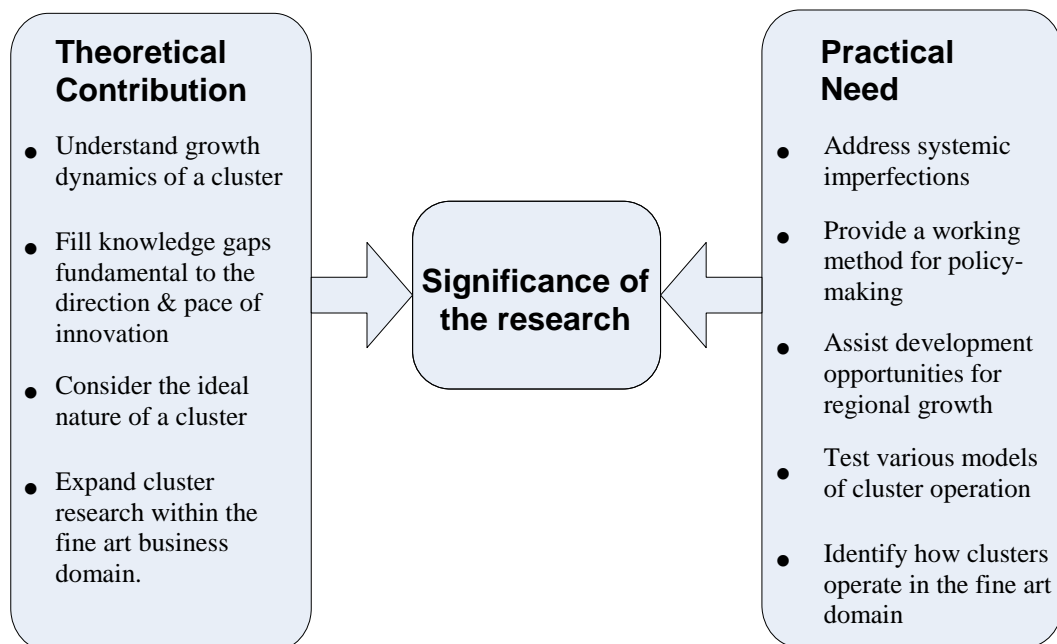 Theoretical
Contribution
• Understand growth
dynamics of a cluster
• Fill knowledge gaps
fundamental to the
direction & pace of
innovation
• Consider the ideal
nature of a cluster
• Expand cluster
research within the
fine art business
domain.
Significance of
the research
Practical
Need
• Address systemic
imperfections
• Provide a working
method for policy-
making
• Assist development
opportunities for
regional growth
• Test various models
of cluster operation
• Identify how clusters
operate in the fine art
domain